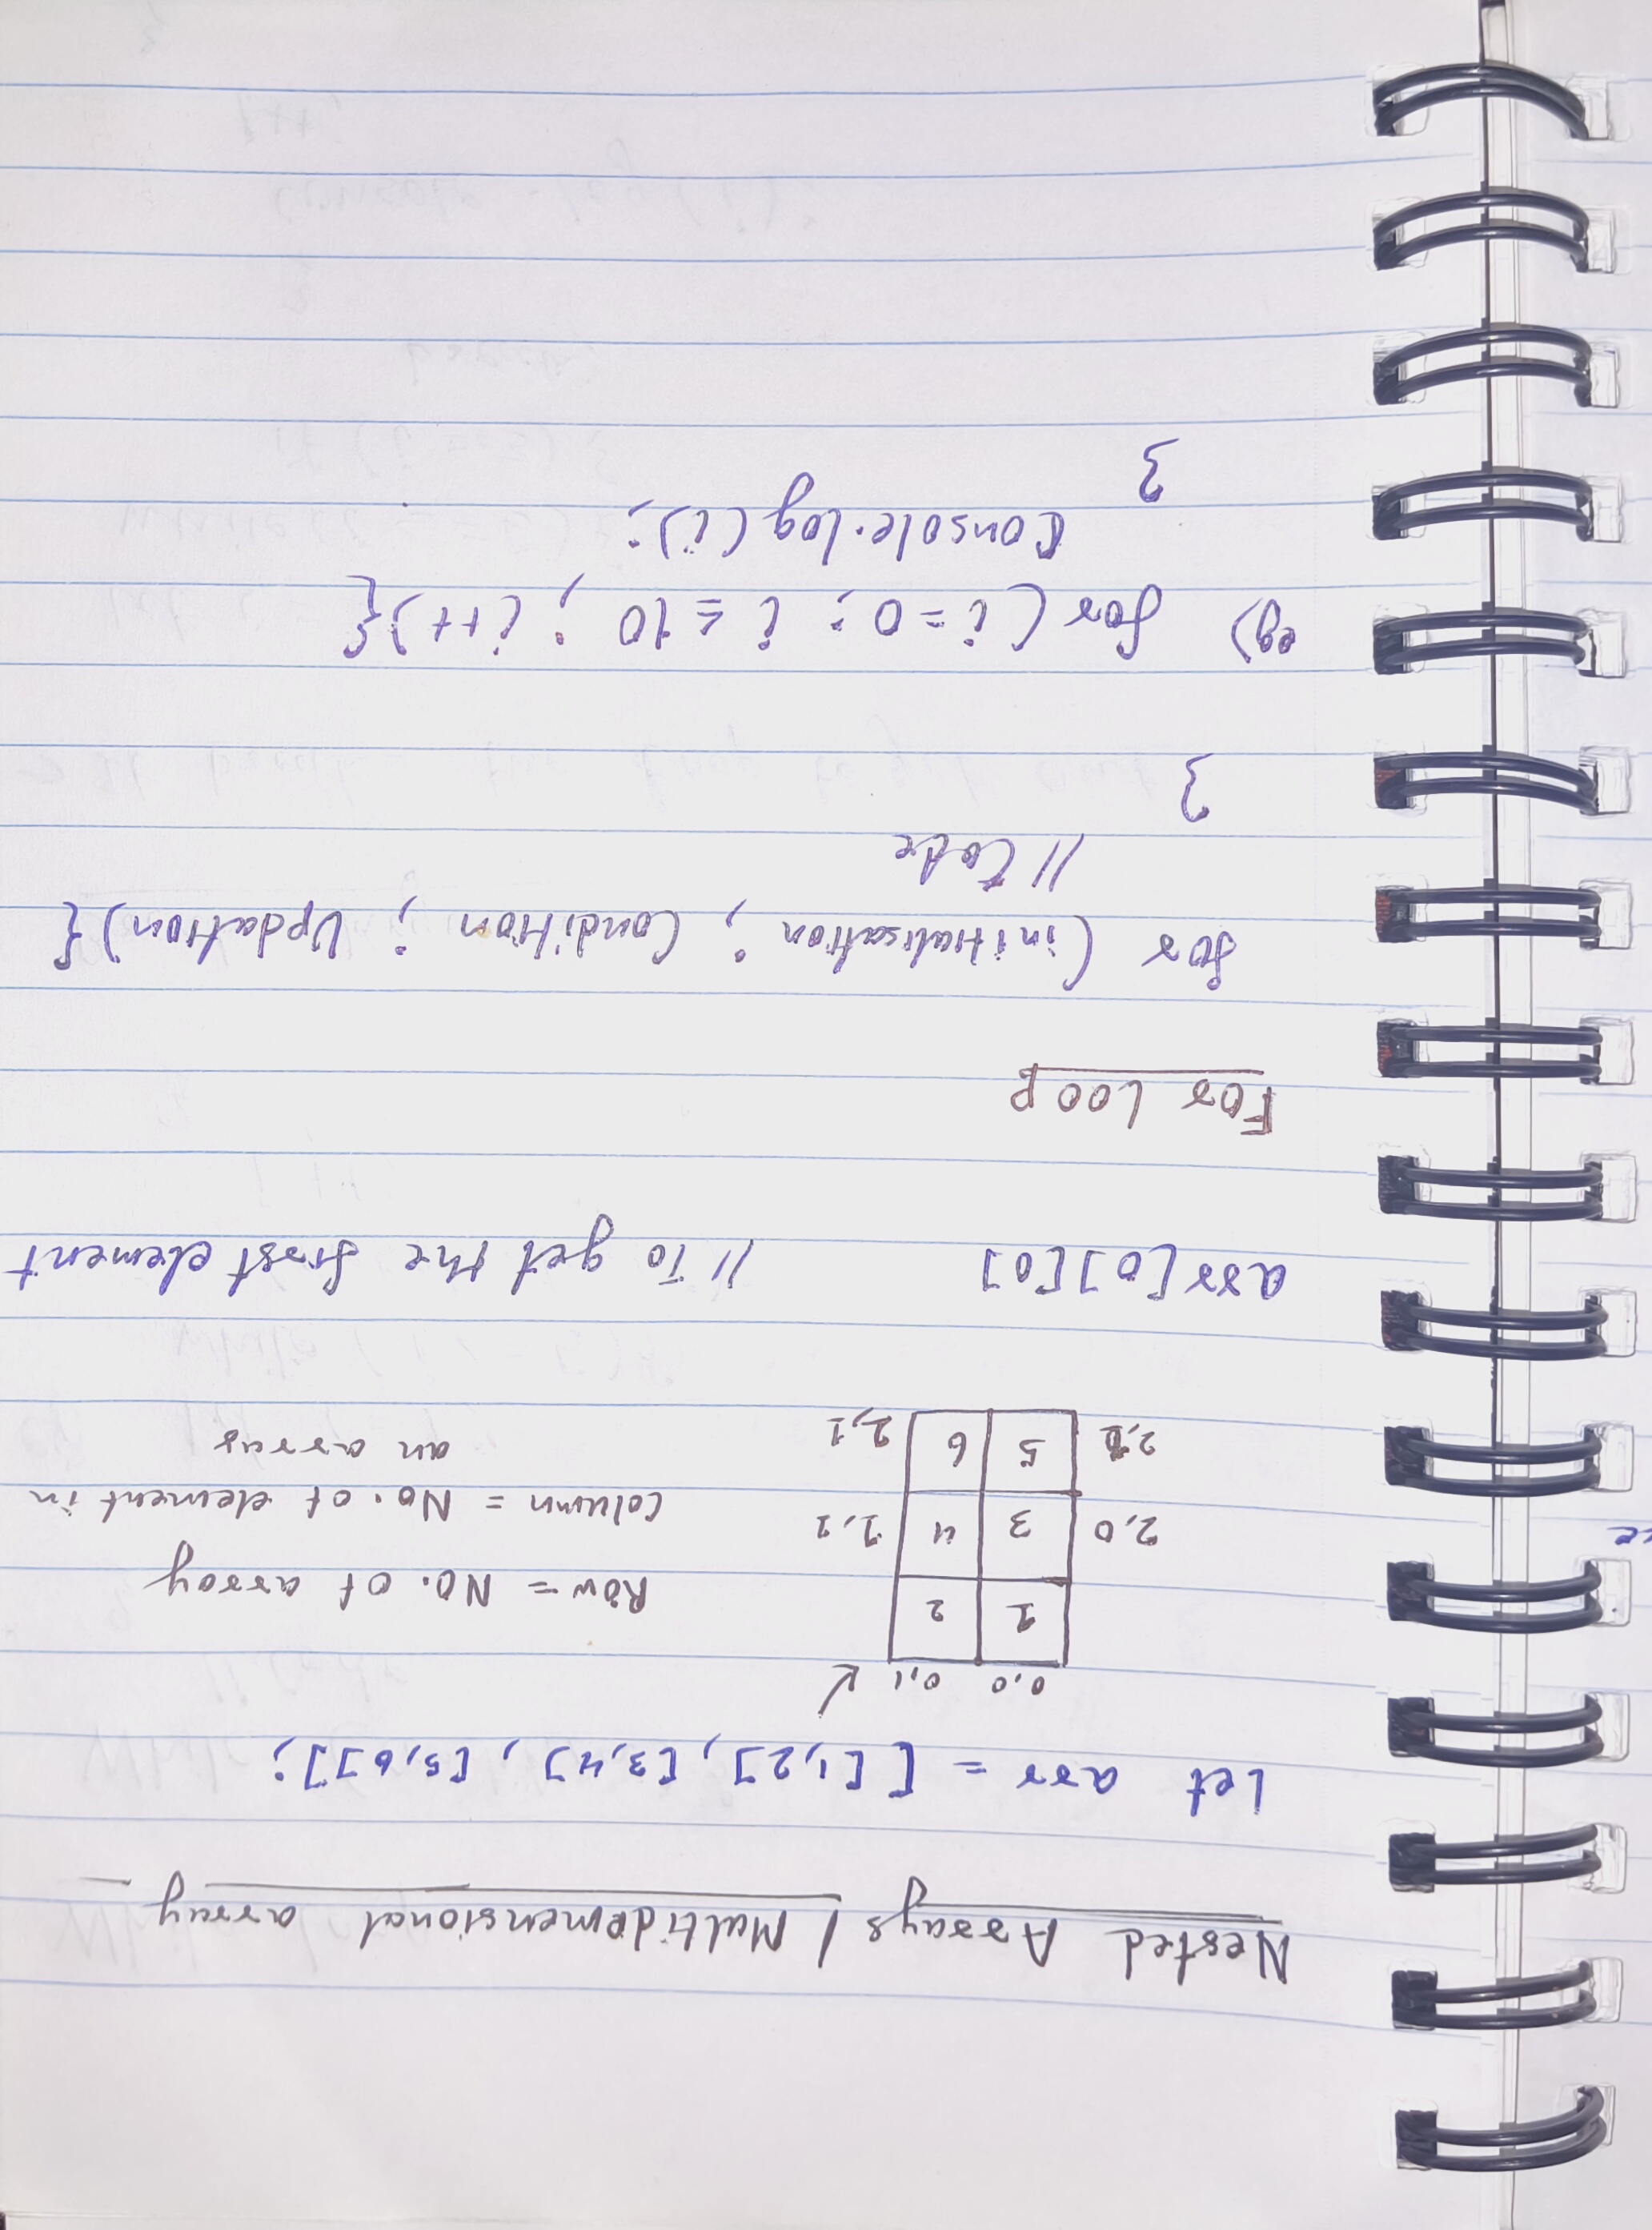 Nested Arrays / Multidemensional array
let arr = [ [1,2], [3,4], [5,6]];
0,0 0,1
1 2
Row = No. of array
2,0 3 4 1,1
Column = No. of element in
an array
5 6 2,1
arr[0][0] // To get the first element
For loop
for (initialisation ; Condition ; Updation) {
// Code
}
eg) for ( i = 0 ; i ≤ 10 ; i++){
Console.log (i);
}